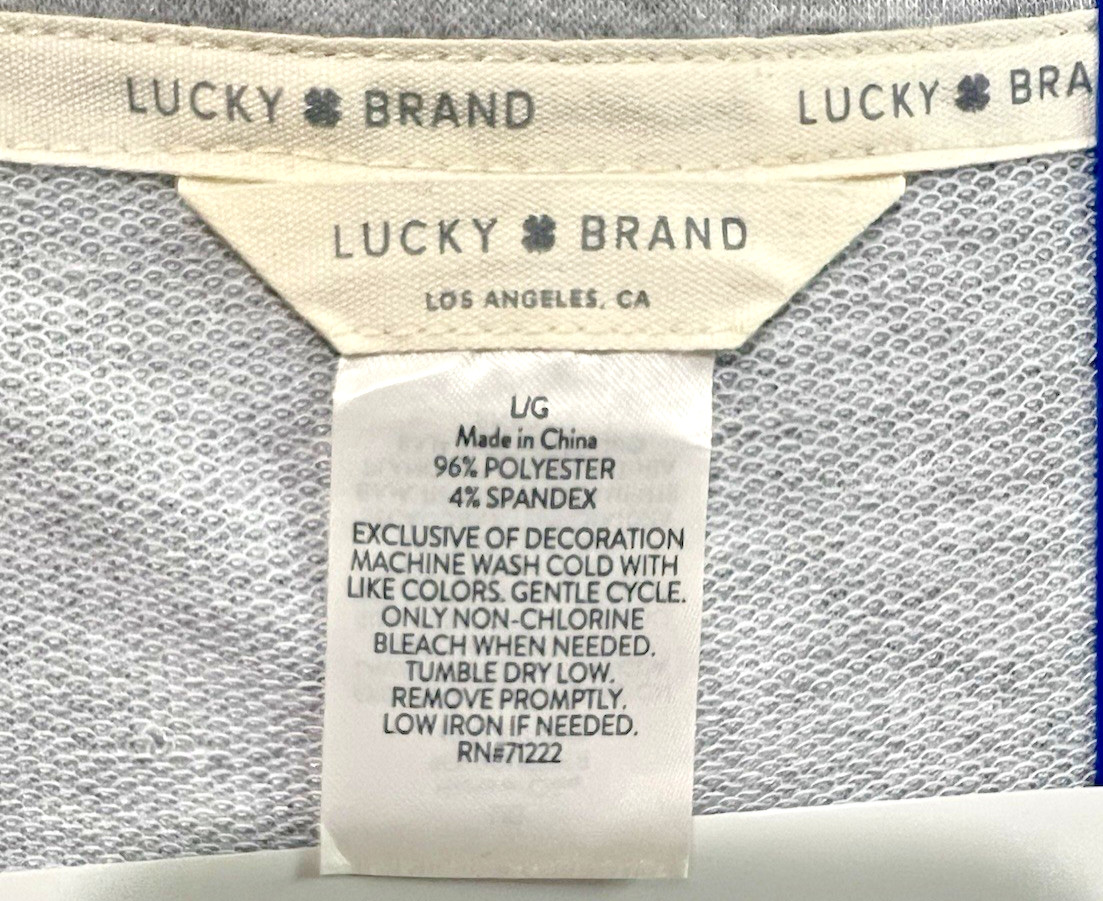 LUCKY BRAND
LUCKY BRA
LUCKY BRAND
LOS ANGELES, CA
L/G
Made in China
96% POLYESTER
4% SPANDEX
EXCLUSIVE OF DECORATION
MACHINE WASH COLD WITH
LIKE COLORS. GENTLE CYCLE.
ONLY NON-CHLORINE
BLEACH WHEN NEEDED.
TUMBLE DRY LOW.
REMOVE PROMPTLY.
LOW IRON IF NEEDED.
RN#71222